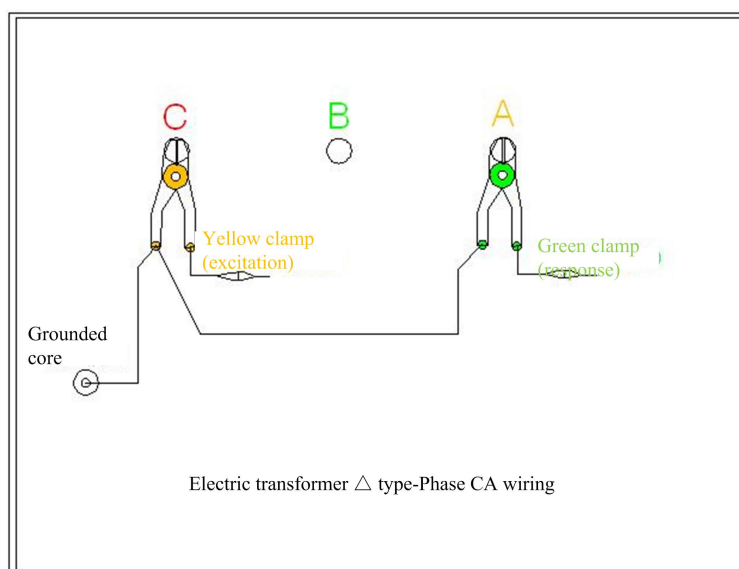 C
B
A
Yellow clamp
(excitation)
Green clamp
(response)
Grounded
core
Electric transformer △ type-Phase CA wiring